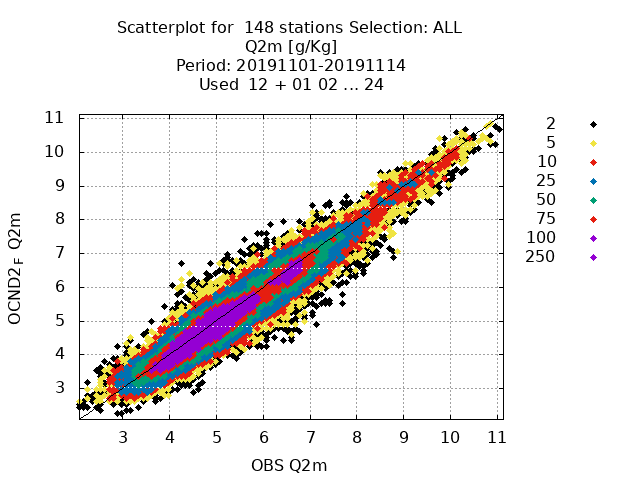 Scatterplot for  148 stations Selection: ALL
Q2m [g/Kg]
Period: 20191101-20191114
Used  12 + 01 02 ... 24
11
10
9
8
7
6
5
4
3
OCND2F Q2m
3 4 5 6 7 8 9 10 11
OBS Q2m
2
5
10
25
50
75
100
250